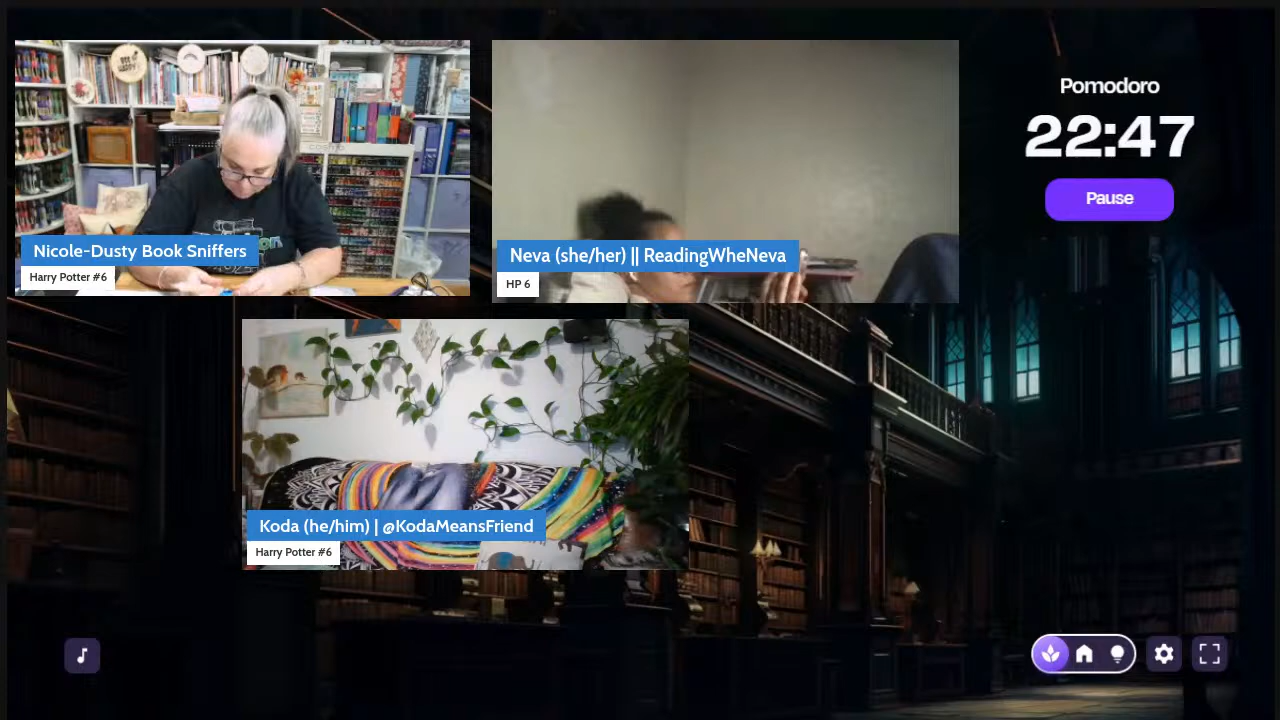 Pomodoro
22:47
Pause
Nicole-Dusty Book Sniffers
Harry Potter #6
Neva (she/her) || ReadingWheNeva
HP 6
Koda (he/him) | @KodaMeansFriend
Harry Potter #6